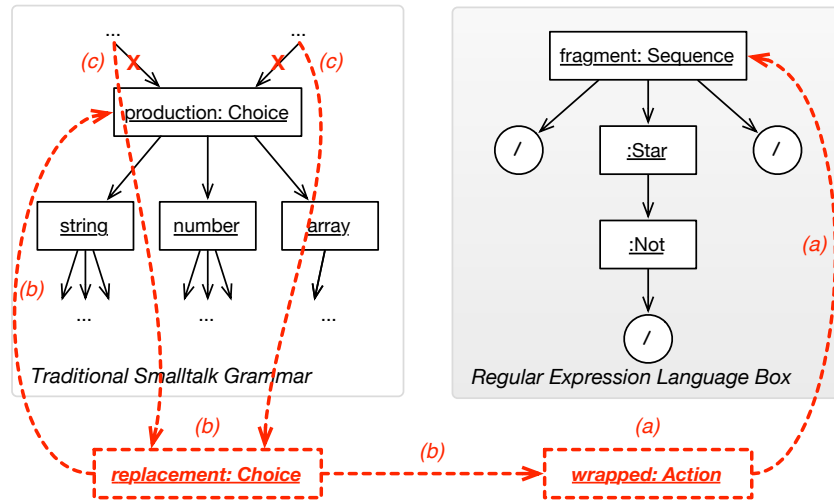 ... ...
(c) X X (c)
fragment: Sequence
production: Choice
/ :Star /
string number array
(a)
:Not
(b)
... ... ...
/
Traditional Smalltalk Grammar
Regular Expression Language Box
(b) (a)
(b)
replacement: Choice
wrapped: Action